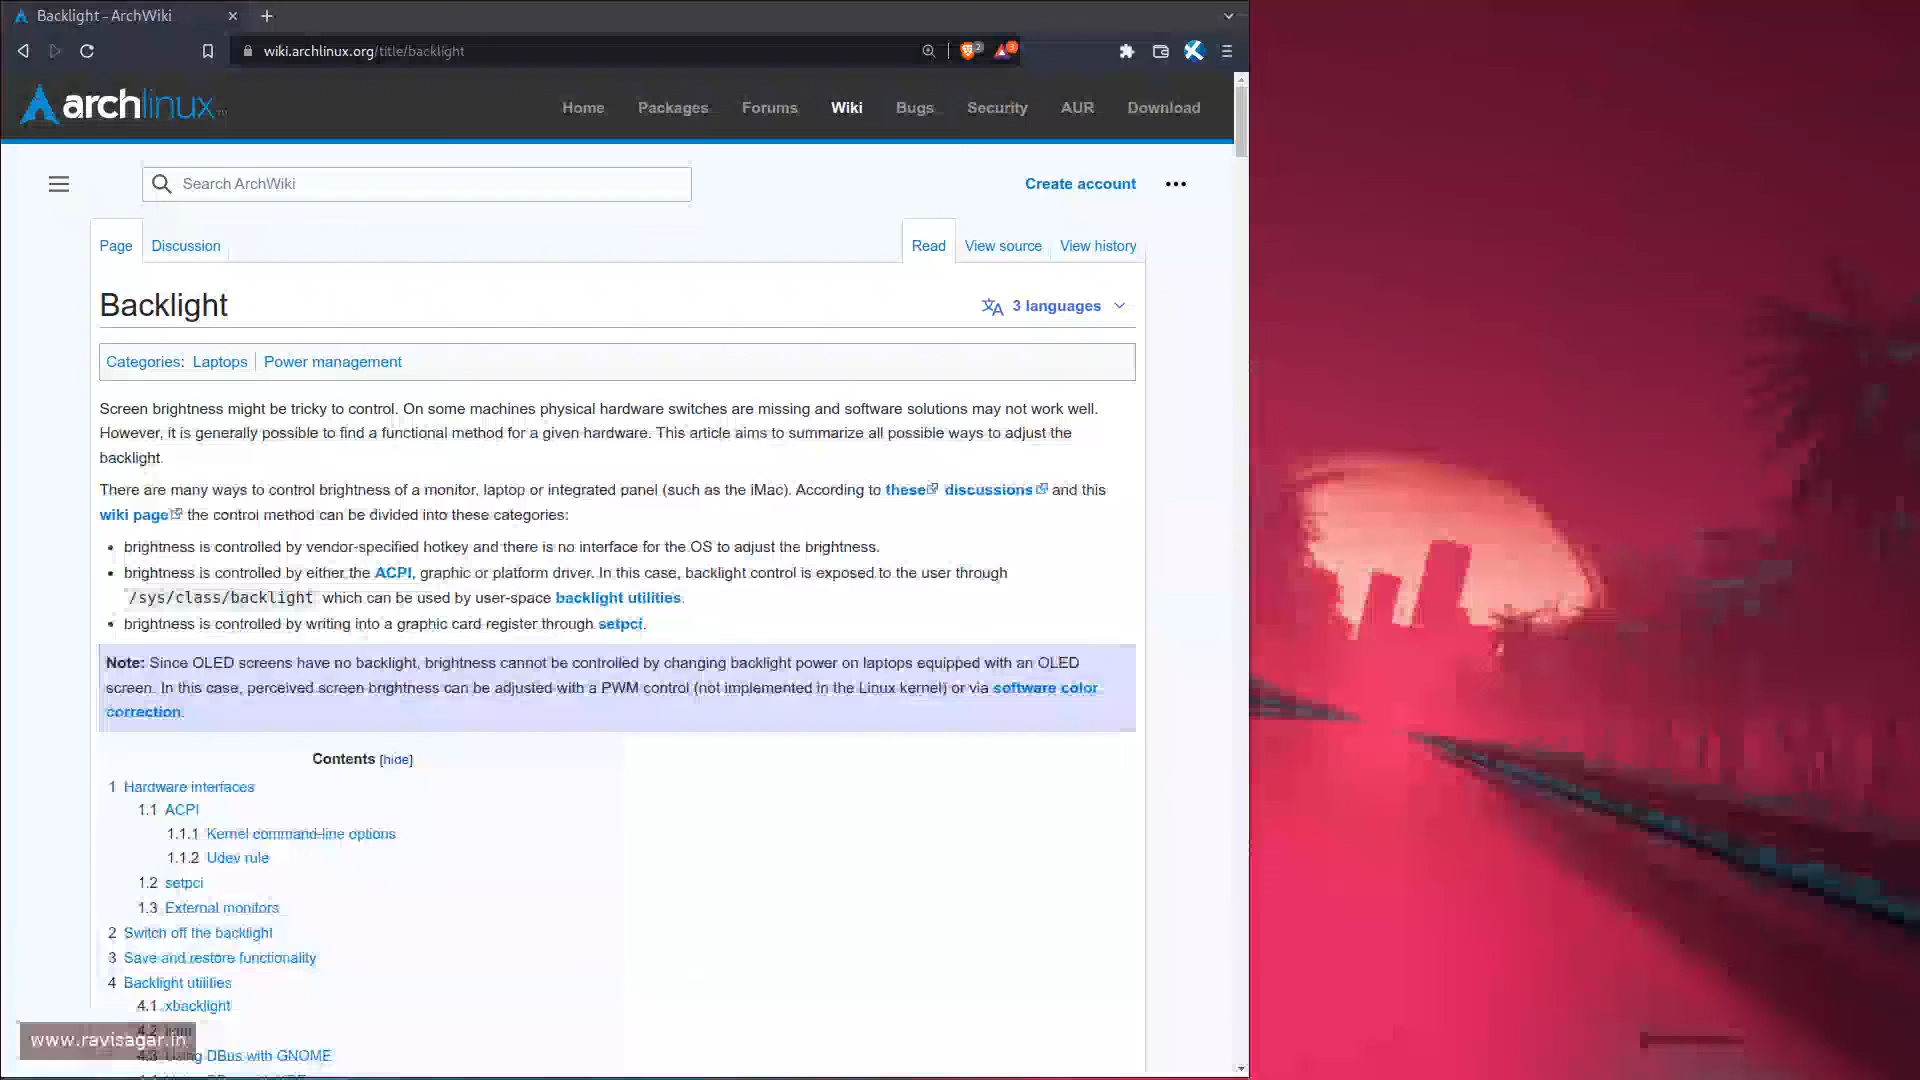 Backlight - ArchWiki
wiki.archlinux.org/title/backlight
2
3
archlinux
Home Packages Forums Wiki Bugs Security AUR Download
Search ArchWiki
Create account
Page Discussion Read View source View history
Backlight
3 languages
Categories: Laptops Power management
Screen brightness might be tricky to control. On some machines physical hardware switches are missing and software solutions may not work well.
However, it is generally possible to find a functional method for a given hardware. This article aims to summarize all possible ways to adjust the
backlight.
There are many ways to control brightness of a monitor, laptop or integrated panel (such as the iMac). According to these discussions and this
wiki page the control method can be divided into these categories:
• brightness is controlled by vendor-specified hotkey and there is no interface for the OS to adjust the brightness.
• brightness is controlled by either the ACPI, graphic or platform driver. In this case, backlight control is exposed to the user through
/sys/class/backlight which can be used by user-space backlight utilities.
• brightness is controlled by writing into a graphic card register through setpci.
Note: Since OLED screens have no backlight, brightness cannot be controlled by changing backlight power on laptops equipped with an OLED
screen. In this case, perceived screen brightness can be adjusted with a PWM control (not implemented in the Linux kernel) or via software color
correction.
Contents [hide]
1 Hardware interfaces
1.1 ACPI
1.1.1 Kernel command-line options
1.1.2 Udev rule
1.2 setpci
1.3 External monitors
2 Switch off the backlight
3 Save and restore functionality
4 Backlight utilities
4.1 xbacklight
4.2
www.ravisagar.in
4.3 Using DBus with GNOME